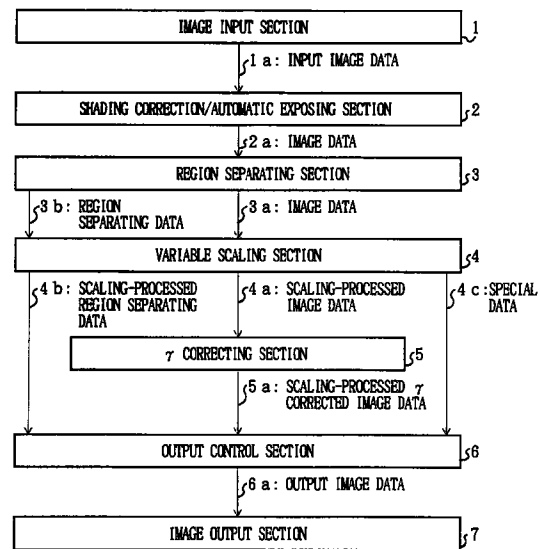 IMAGE INPUT SECTION
1
1 a: INPUT IMAGE DATA
SHADING CORRECTION/AUTOMATIC EXPOSING SECTION
2
2 a: IMAGE DATA
REGION SEPARATING SECTION
3
3 b: REGION
SEPARATING DATA
3 a: IMAGE DATA
VARIABLE SCALING SECTION
4
4 b: SCALING-PROCESSED
REGION SEPARATING
DATA
4 a: SCALING-PROCESSED
IMAGE DATA
4 c:SPECIAL
DATA
γ CORRECTING SECTION
5
5 a: SCALING-PROCESSED γ
CORRECTED IMAGE DATA
OUTPUT CONTROL SECTION
6
6 a: OUTPUT IMAGE DATA
IMAGE OUTPUT SECTION
7